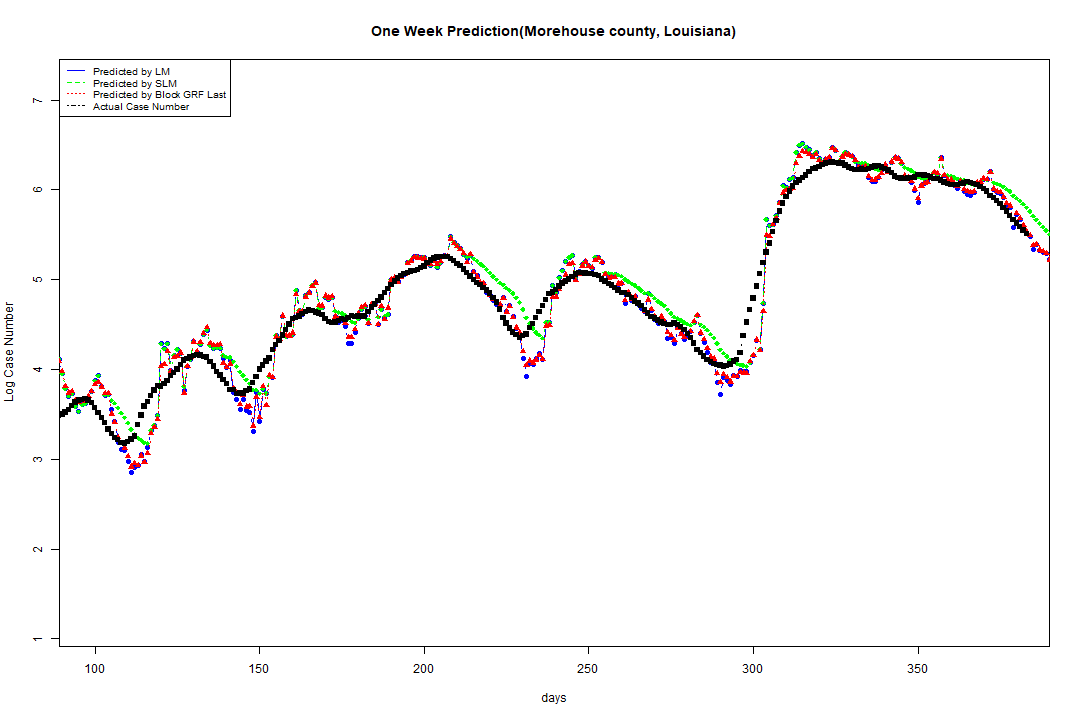 One Week Prediction(Morehouse county, Louisiana)
Predicted by LM
Predicted by SLM
Predicted by Block GRF Last
Actual Case Number
7
6
5
4
3
2
1
Log Case Number
100 150 200 250 300 350
days